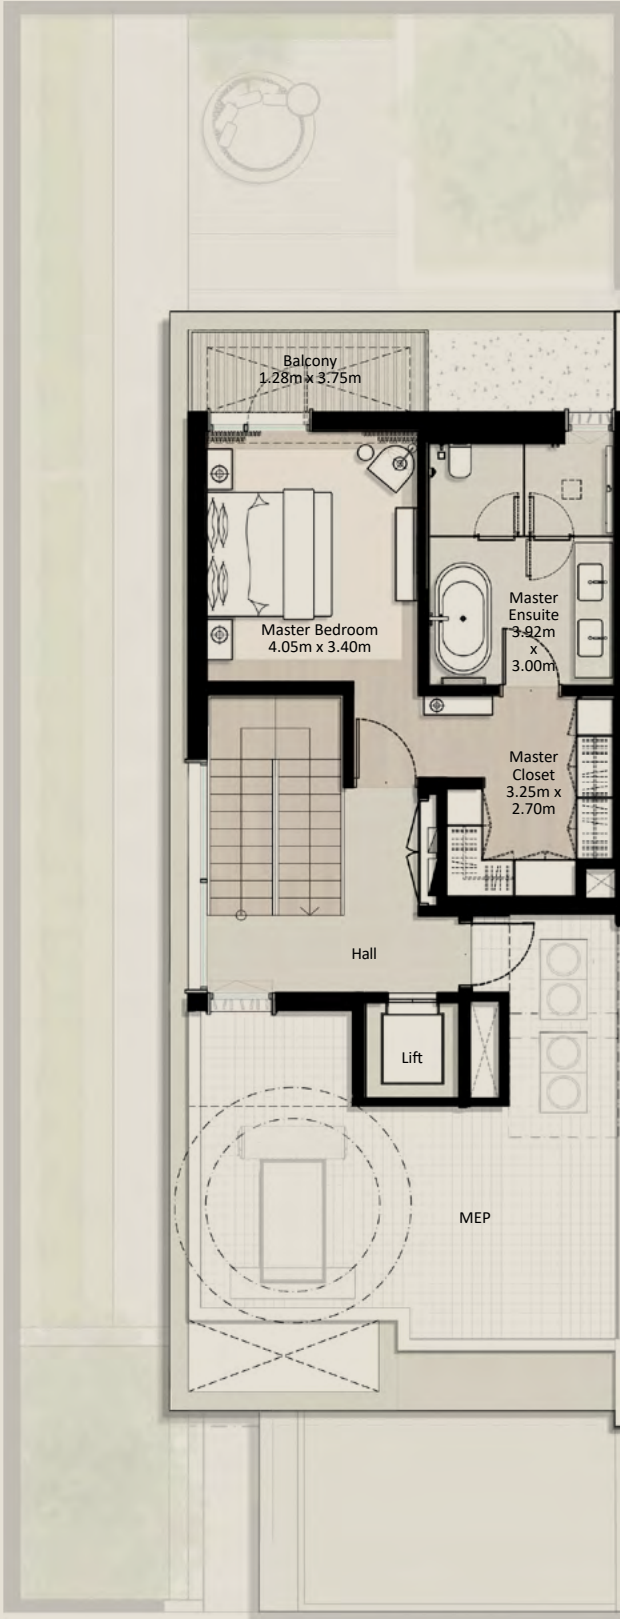 Balcony
1.28m x 3.75m
Master Bedroom
4.05m x 3.40m
Master
Ensuite
3.92m
x
3.00m
Master
Closet
3.25m x
2.70m
Hall
Lift
MEP